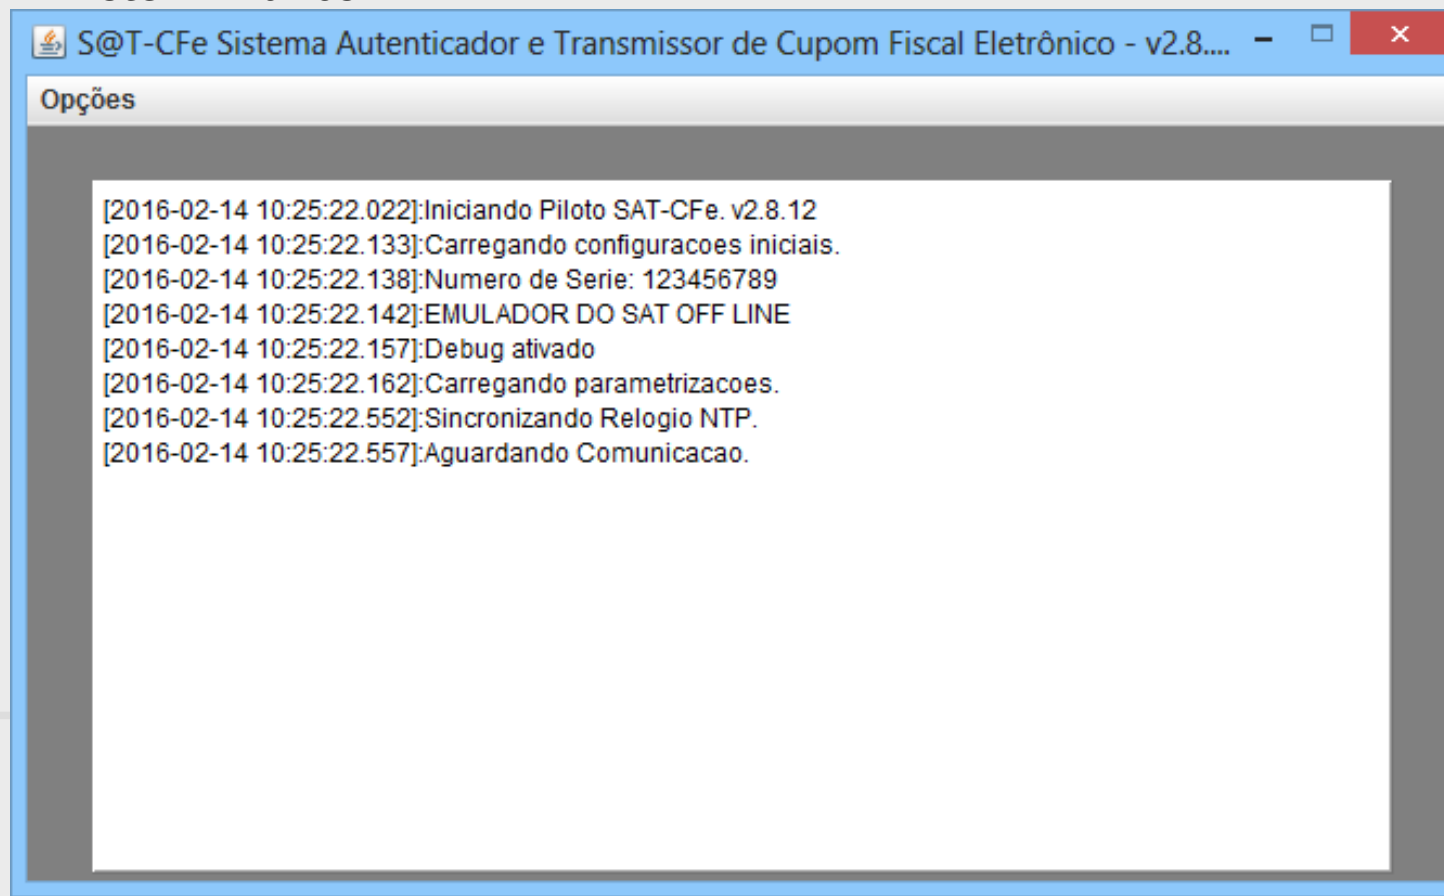 S@T-CFe Sistema Autenticador e Transmissor de Cupom Fiscal Eletrônico - v2.8....
Opções
[2016-02-14 10:25:22.022]:Iniciando Piloto SAT-CFe. v2.8.12
[2016-02-14 10:25:22.133]:Carregando configuracoes iniciais.
[2016-02-14 10:25:22.138]:Numero de Serie: 123456789
[2016-02-14 10:25:22.142]:EMULADOR DO SAT OFF LINE
[2016-02-14 10:25:22.157]:Debug ativado
[2016-02-14 10:25:22.162]:Carregando parametrizacoes.
[2016-02-14 10:25:22.552]:Sincronizando Relogio NTP.
[2016-02-14 10:25:22.557]:Aguardando Comunicacao.